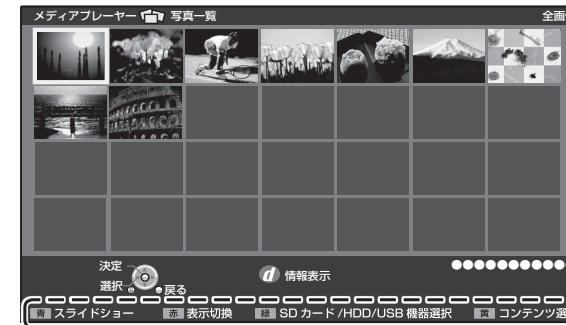 メディアプレーヤー 写真一覧 全画
決定
選択 戻る
d 情報表示
青 スライドショー 赤 表示切換 緑 SD カード /HDD/USB 機器選択 黄 コンテンツ選